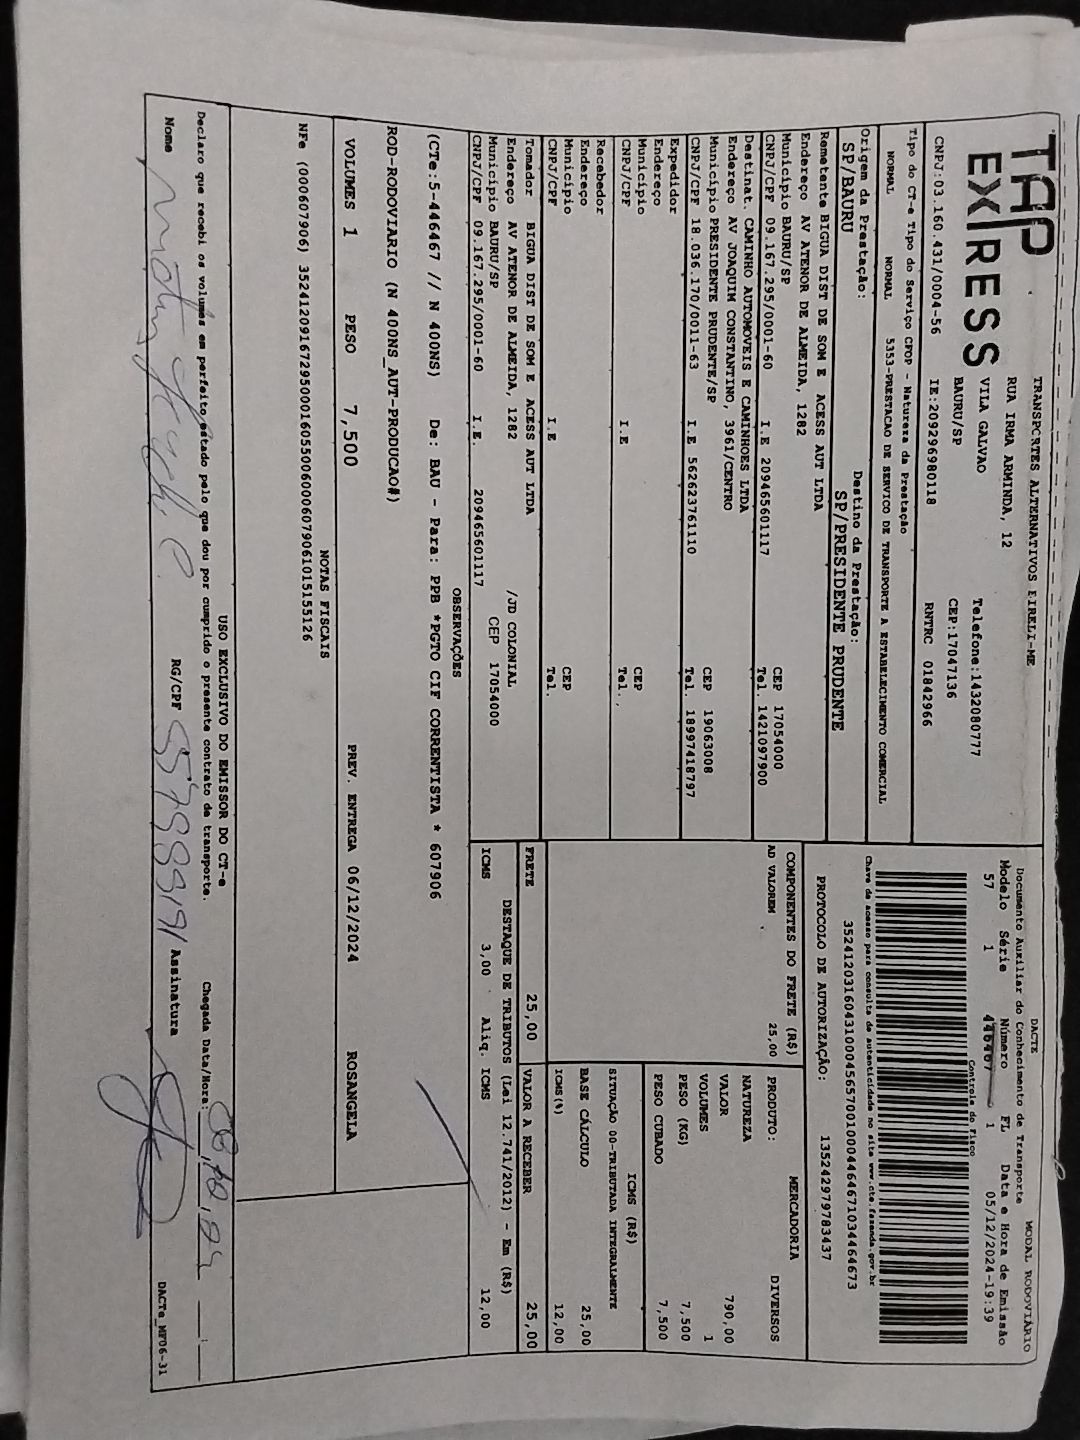 TAP
EXPRESS
TRANSPORTES ALTERNATIVOS EIRELI-ME
RUA IRMA ARMINDA, 12
VILA GALVAO
BAURU/SP
Telefone:1432080777
CEP:17047136
CNPJ:03.160.431/0004-56 IE:209296980118 RNTRC 01842966
DACTE
MODAL RODOVIÁRIO
Documento Auxiliar do Conhecimento de Transporte
Modelo Série Número FL Data e Hora de Emissão
57 1 446467 1 05/12/2024-19:39
Controle do Fisco
Chave de acesso para consulta de autenticidade no site www.cte.fazenda.gov.br
35241203160431000456570010004464671034464673
PROTOCOLO DE AUTORIZAÇÃO: 135242979783437
Tipo do CT-e Tipo do Serviço CFOP - Natureza da Prestação
NORMAL NORMAL 5353-PRESTACAO DE SERVICO DE TRANSPORTE A ESTABELECIMENTO COMERCIAL
Origem da Prestação: Destino da Prestação:
SP/BAURU SP/PRESIDENTE PRUDENTE
Remetente BIGUA DIST DE SOM E ACESS AUT LTDA
Endereço AV ATENOR DE ALMEIDA, 1282
Município BAURU/SP CEP 17054000
CNPJ/CPF 09.167.295/0001-60 I.E 209465601117 Tel. 1421097900
Destinat. CAMINHO AUTOMOVEIS E CAMINHOES LTDA
Endereço AV JOAQUIM CONSTANTINO, 3961/CENTRO
Município PRESIDENTE PRUDENTE/SP CEP 19063008
CNPJ/CPF 18.036.170/0011-63 I.E 562623761110 Tel. 18997418797
Expedidor
Endereço
Município CEP
CNPJ/CPF I.E Tel.
Recebedor
Endereço
Município CEP
CNPJ/CPF I.E Tel.
Tomador BIGUA DIST DE SOM E ACESS AUT LTDA
Endereço AV ATENOR DE ALMEIDA, 1282 /JD COLONIAL
Município BAURU/SP CEP 17054000
CNPJ/CPF 09.167.295/0001-60 I.E. 209465601117
COMPONENTES DO FRETE (R$)
AD VALOREM 25,00
MERCADORIA
PRODUTO: DIVERSOS
NATUREZA
VALOR 790,00
VOLUMES 1
PESO (KG) 7,500
PESO CUBADO 7,500
ICMS (R$)
SITUAÇÃO 00-TRIBUTADA INTEGRALMENTE
BASE CÁLCULO 25,00
ICMS(%) 12,00
FRETE 25,00 VALOR A RECEBER 25,00
DESTAQUE DE TRIBUTOS (Lei 12.741/2012) - Em (R$)
ICMS 3,00 Aliq. ICMS 12,00
OBSERVAÇÕES
(CTe:5-446467 // N 400NS) De: BAU - Para: PPB *PGTO CIF CORRENTISTA * 607906
ROD-RODOVIARIO (N 400NS_AUT-PRODUCAO#)
VOLUMES 1 PESO 7,500 PREV. ENTREGA 06/12/2024 ROSANGELA
NOTAS FISCAIS
NFe (000607906) 35241209167295000160550060006079061015155126
USO EXCLUSIVO DO EMISSOR DO CT-e
Declaro que recebi os volumes em perfeito estado pelo que dou por cumprido o presente contrato de transporte. Chegada Data/Hora:
Nome RG/CPF Assinatura
DACTe_MF06-31